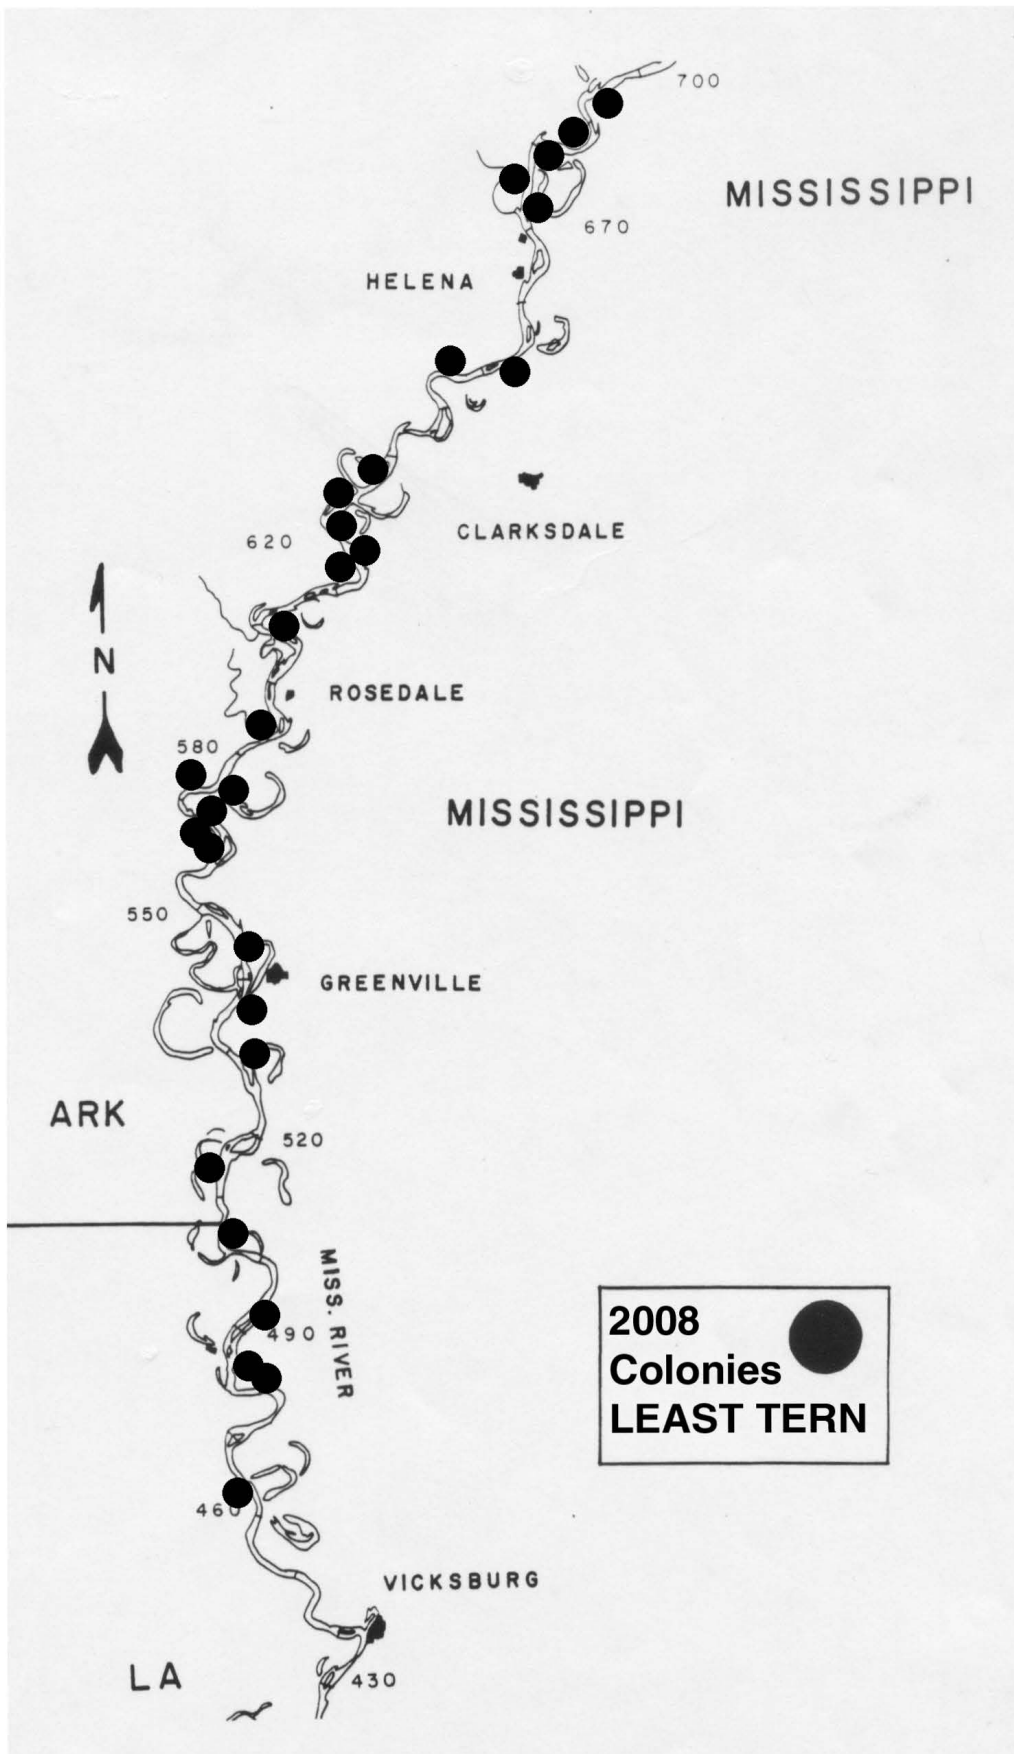 700
MISSISSIPPI
670
HELENA
CLARKSDALE
620
N
ROSEDALE
580
MISSISSIPPI
550
GREENVILLE
ARK
520
MISS. RIVER
490
2008
Colonies
LEAST TERN
460
VICKSBURG
LA
430